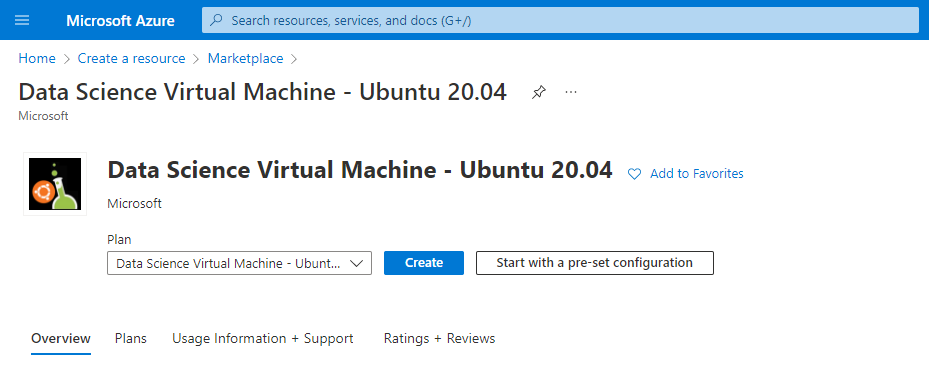 Microsoft Azure Search resources, services, and docs (G+/)
Home > Create a resource > Marketplace >
Data Science Virtual Machine - Ubuntu 20.04 ...
Microsoft
Data Science Virtual Machine - Ubuntu 20.04 Add to Favorites
Microsoft
Plan
Data Science Virtual Machine - Ubunt... Create Start with a pre-set configuration
Overview Plans Usage Information + Support Ratings + Reviews